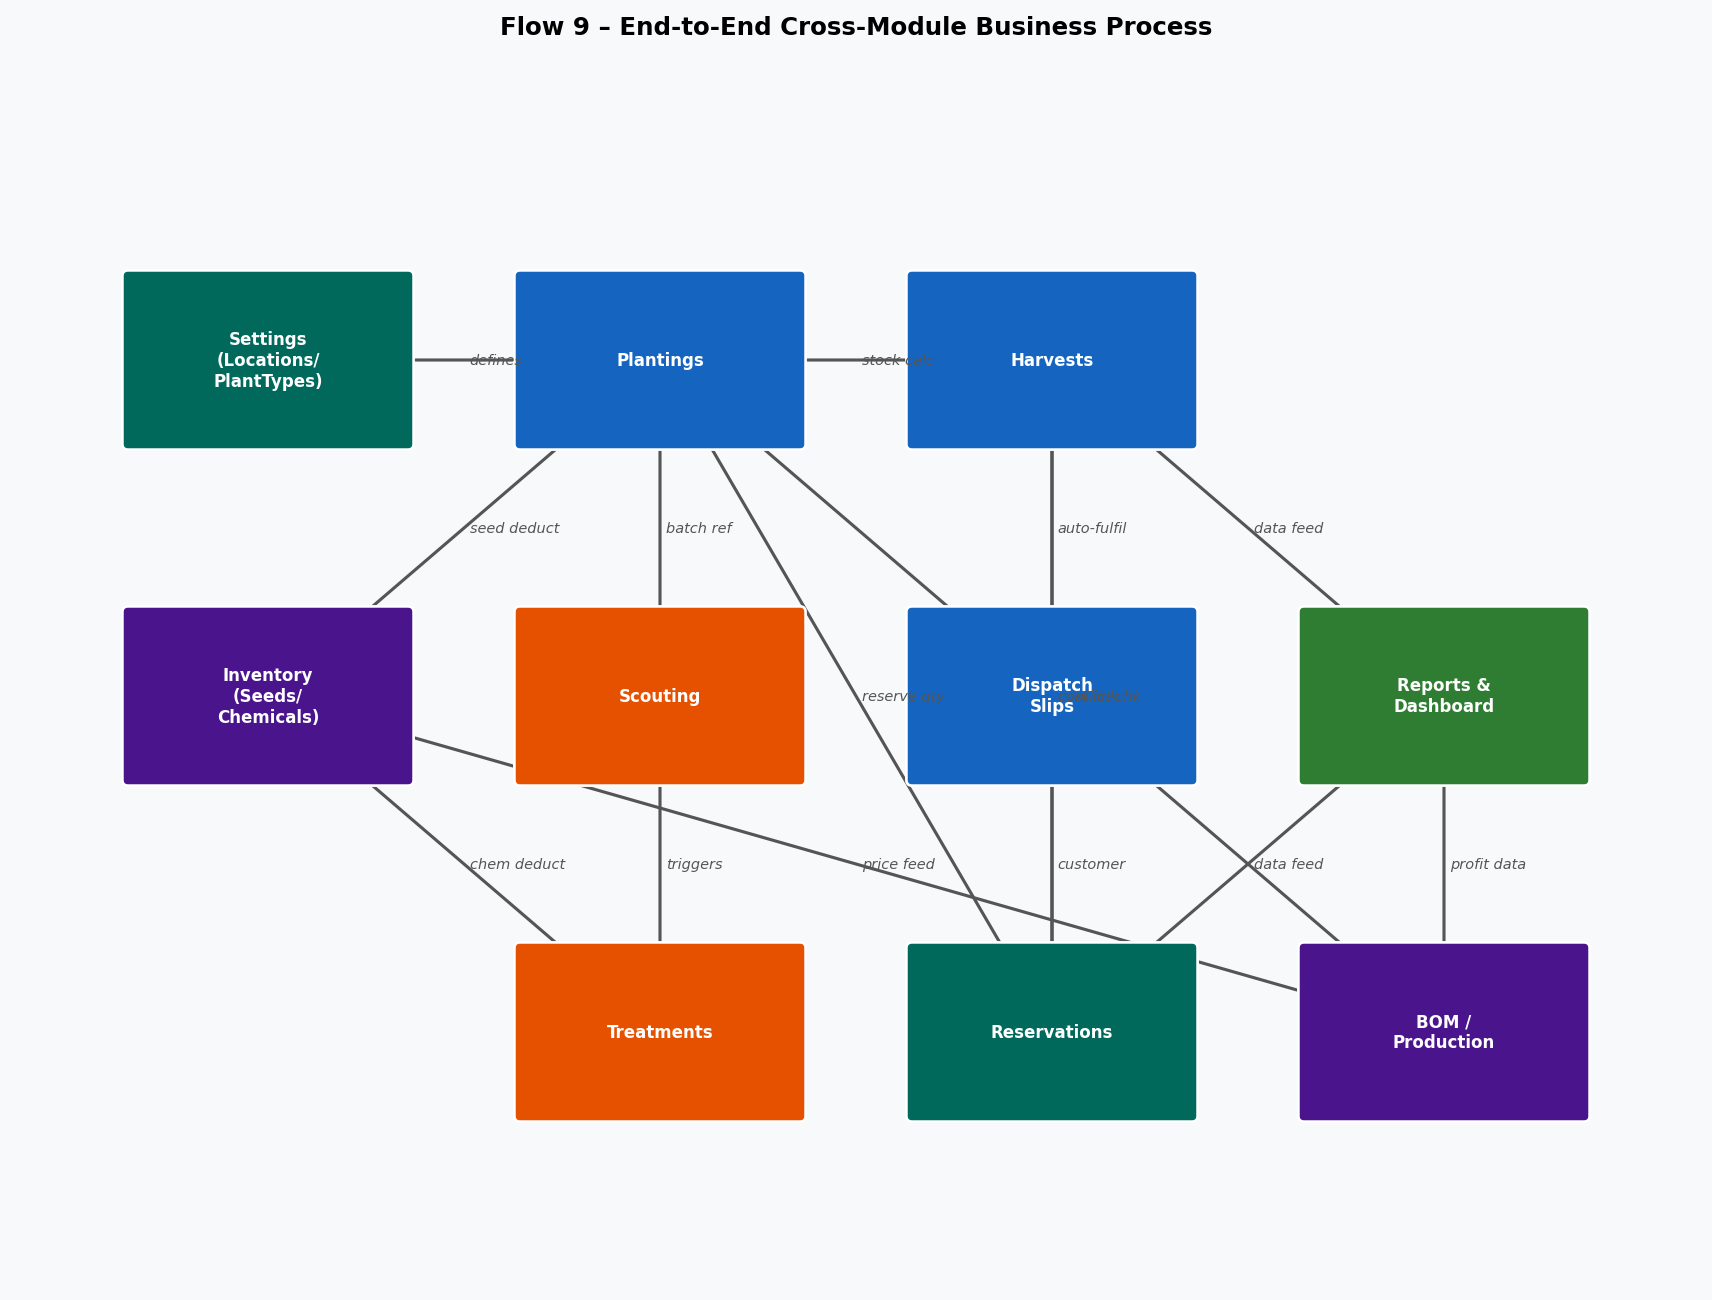 Flow 9 – End-to-End Cross-Module Business Process
Settings
(Locations/
PlantTypes)
defines
Plantings
stock calc
Harvests
seed deduct
batch ref
auto-fulfil
data feed
Inventory
(Seeds/
Chemicals)
Scouting
reserve qty
Dispatch
Slips
Reports &
Dashboard
chem deduct
triggers
price feed
customer
data feed
profit data
Treatments
Reservations
BOM /
Production